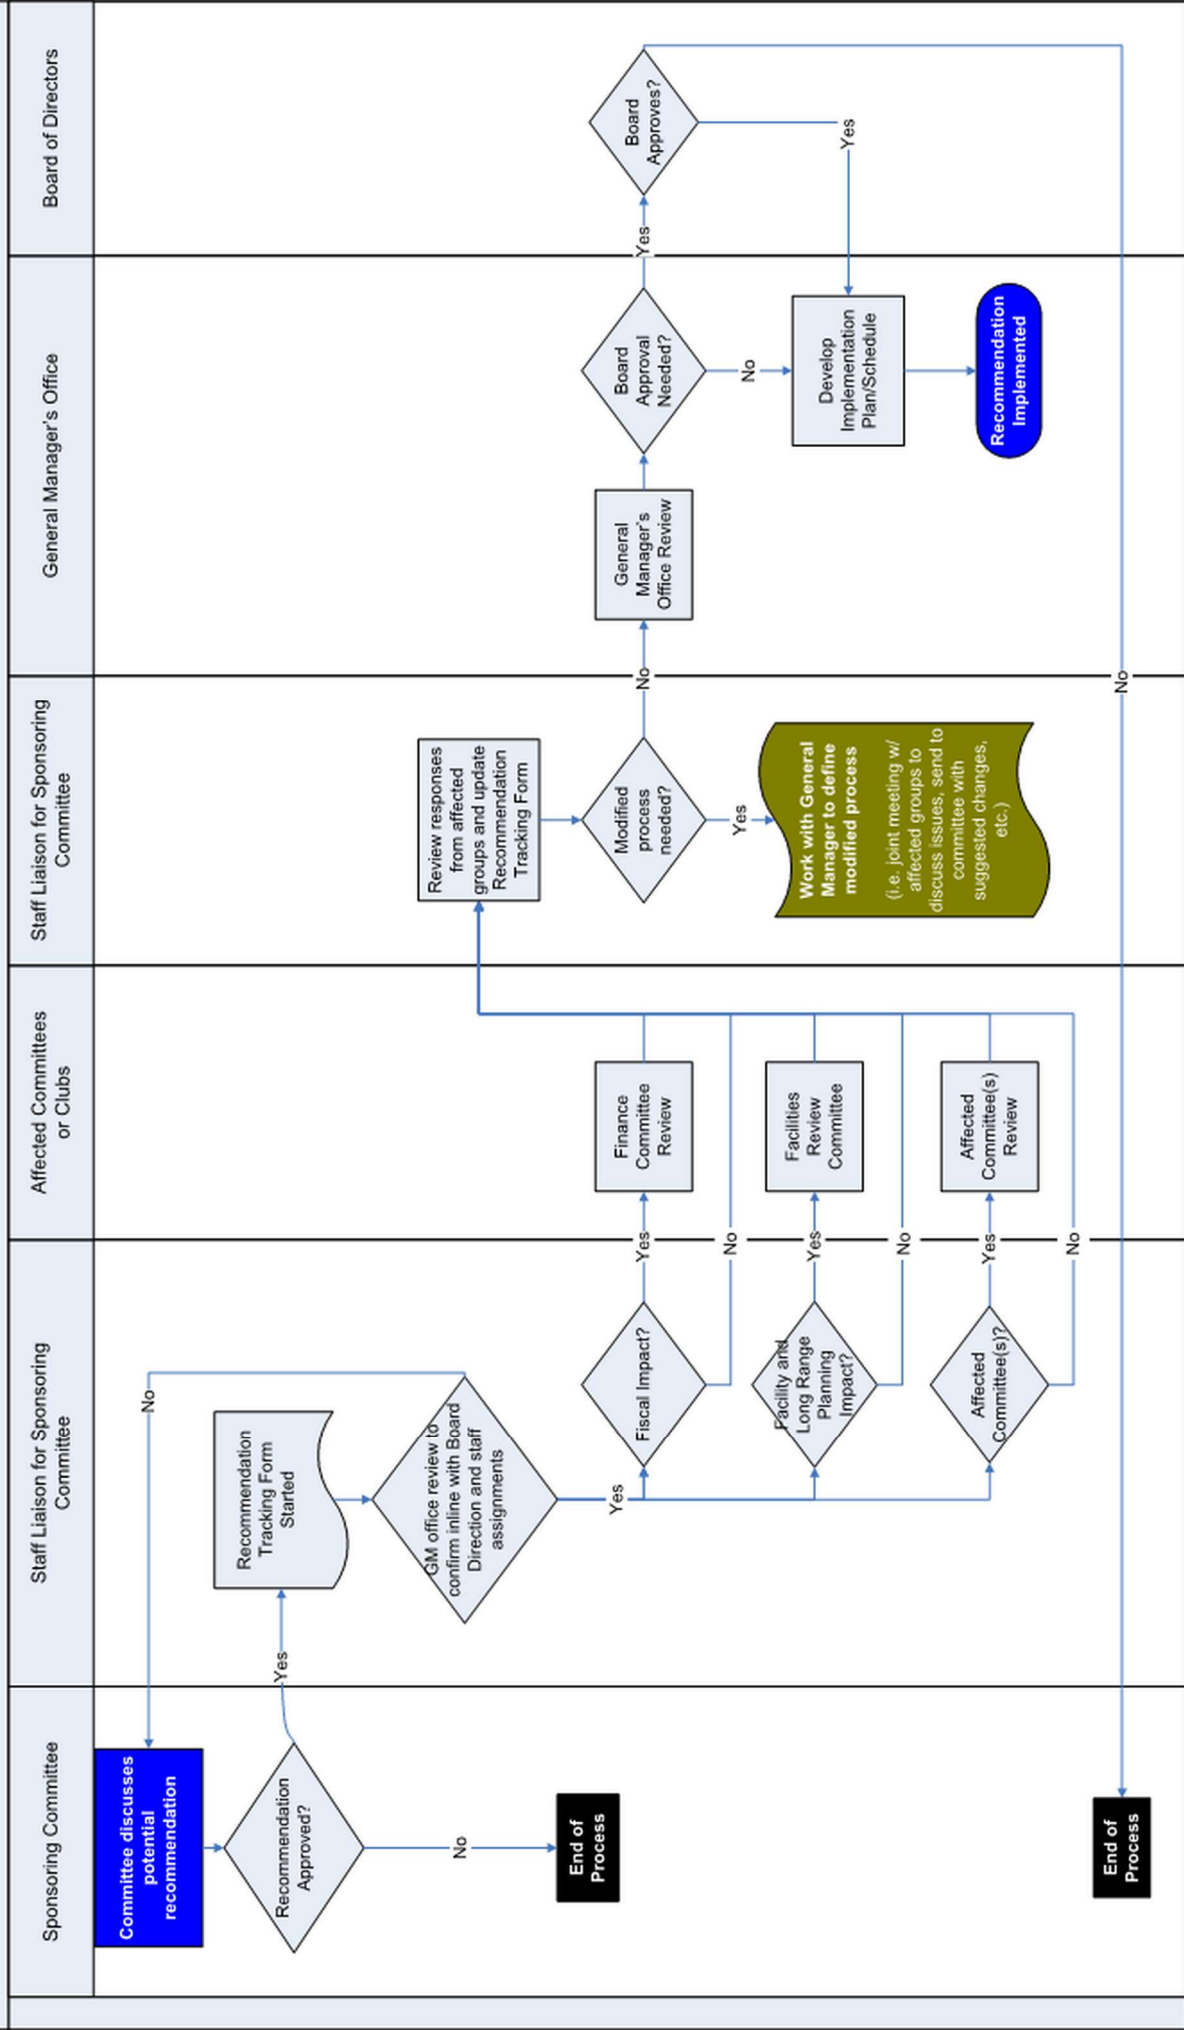 Sponsoring Committee
Staff Liaison for Sponsoring
Committee
Affected Committees
or Clubs
Staff Liaison for Sponsoring
Committee
General Manager`s Office
Board of Directors
Committee discusses
potential
recommendation
Recommendation
Approved?
No
End of
Process
Yes
Recommendation
Tracking Form
Started
No
GM office review to
confirm inline with Board
Direction and staff
assignments
Yes
Fiscal Impact?
Yes
No
Finance
Committee
Review
Facility and
Long Range
Planning
Impact?
Yes
No
Facilities
Review
Committee
Affected
Committee(s)?
Yes
No
Affected
Committee(s)
Review
Review responses
from affected
groups and update
Recommendation
Tracking Form
Modified
process
needed?
Yes
Work with General
Manager to define
modified process
(i.e. joint meeting w/
affected groups to
discuss issues, send to
committee with
suggested changes,
etc.)
No
General
Manager`s
Office Review
Board
Approval
Needed?
No
Develop
Implementation
Plan/Schedule
Recommendation
Implemented
Yes
Board
Approves?
Yes
No
End of
Process